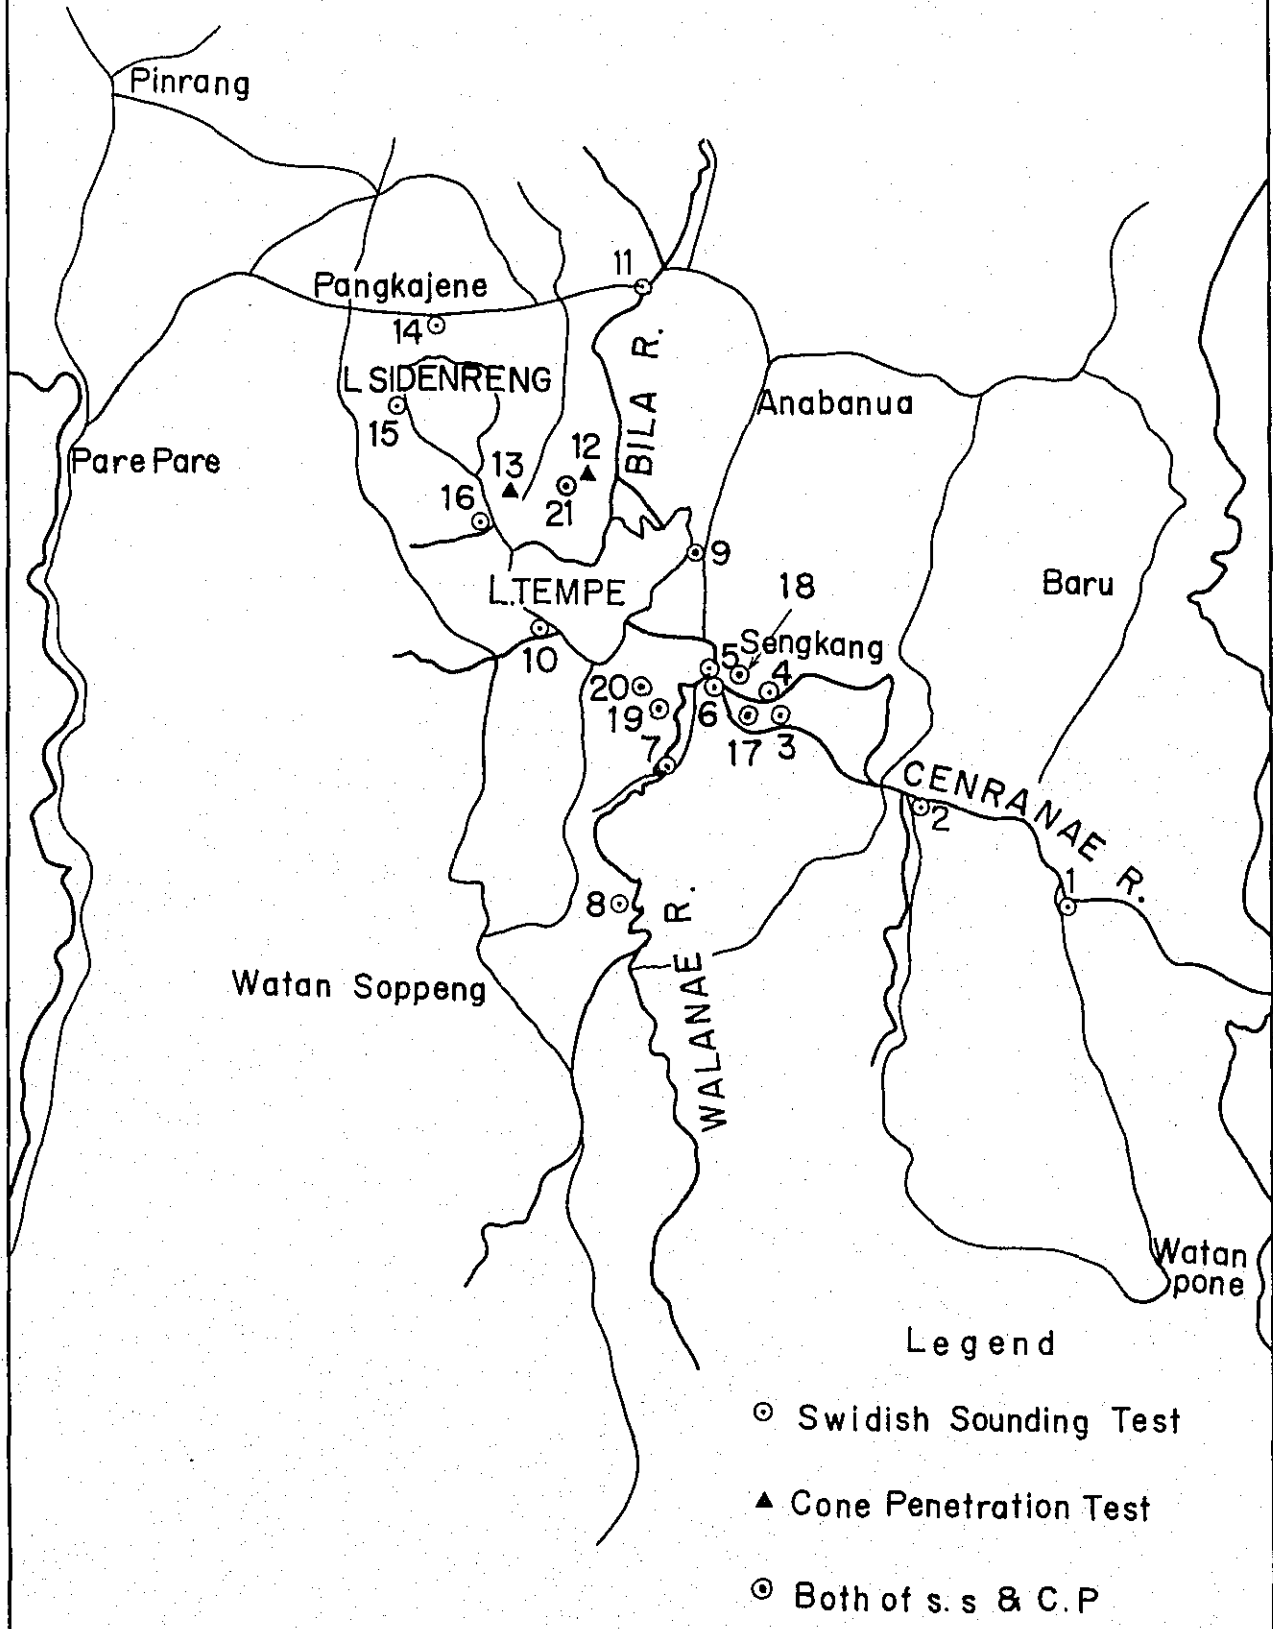 Pinrang
11
Pangkajene
14
BILA R.
L SIDENRENG
Anabanua
15
12
Pare Pare
13
16
21
9
18
Baru
L.TEMPE
5
Sengkang
10
4
20
19
6
17
3
7
CENRANAE R.
2
1
8
WALANAE R.
Watan Soppeng
Watan
pone
Legend
Swidish Sounding Test
Cone Penetration Test
Both of s.s & C.P